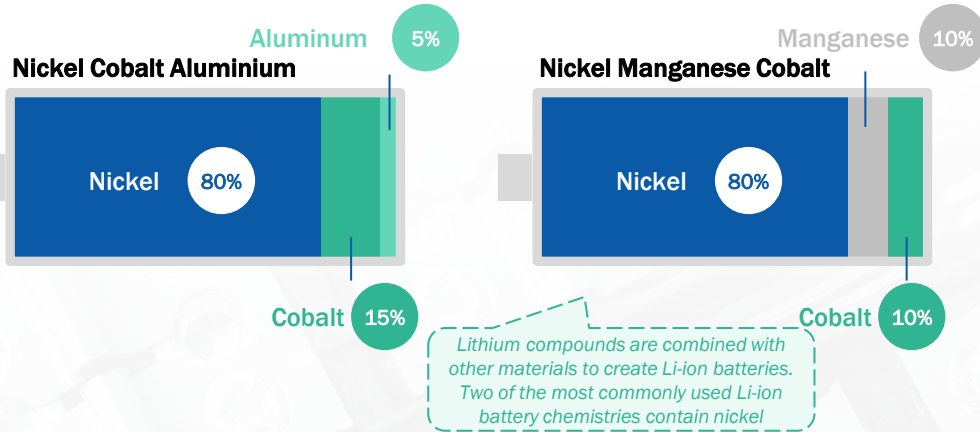 Aluminum 5%
Nickel Cobalt Aluminium
Nickel 80%
Cobalt 15%
Manganese 10%
Nickel Manganese Cobalt
Nickel 80%
Cobalt 10%
Lithium compounds are combined with
other materials to create Li-ion batteries.
Two of the most commonly used Li-ion
battery chemistries contain nickel